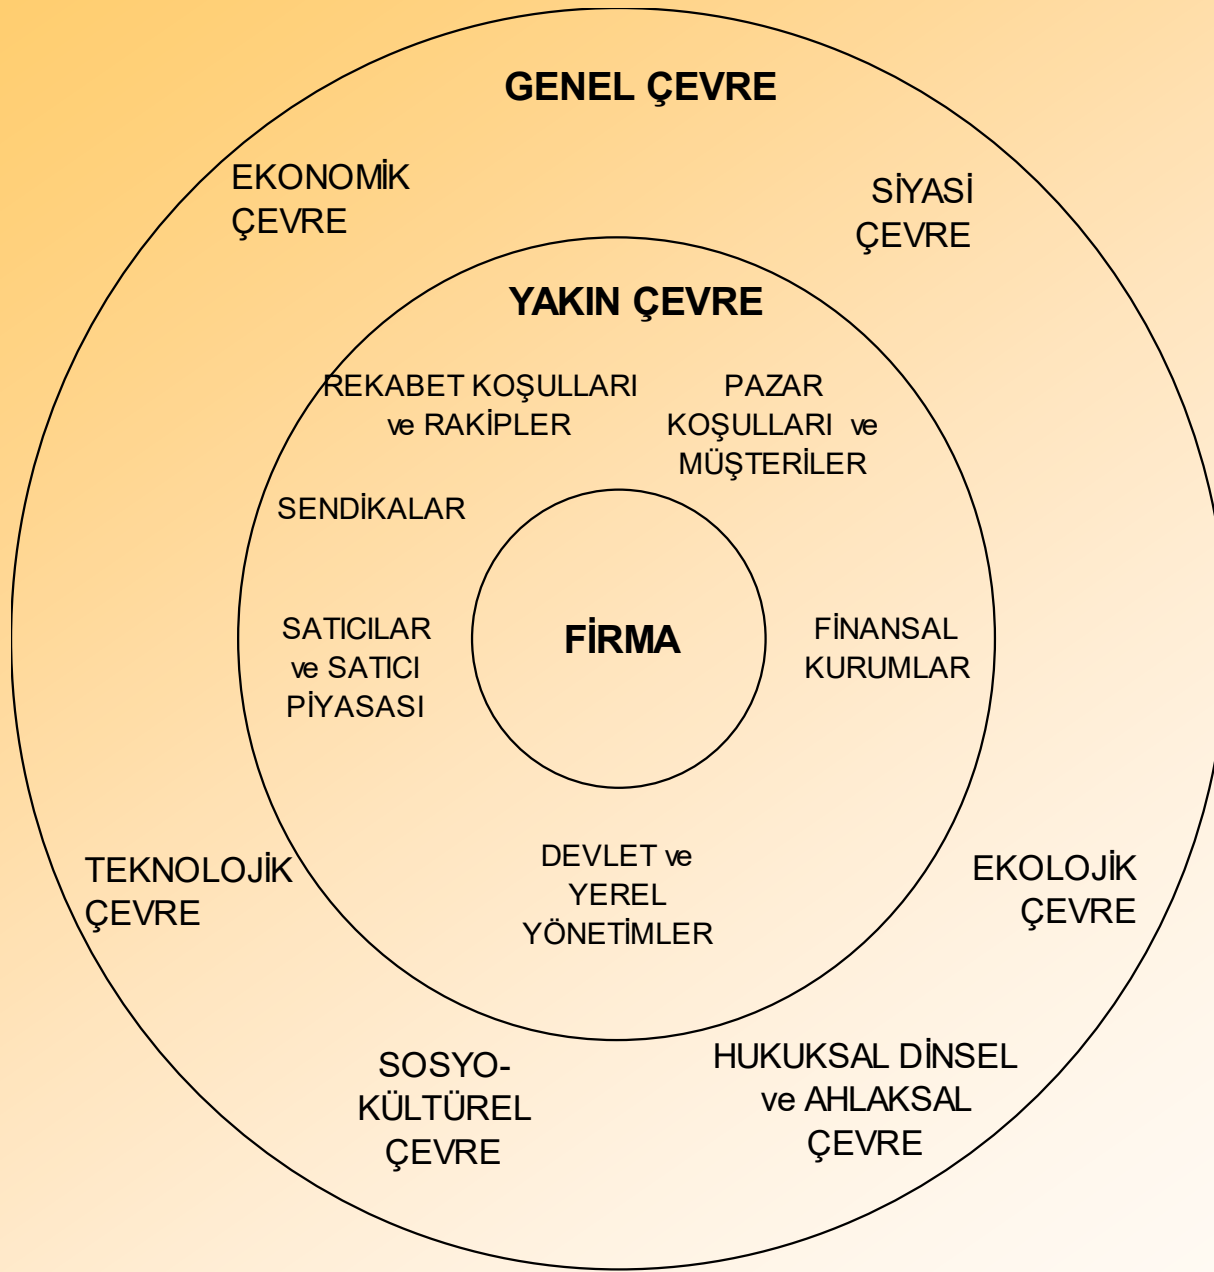 GENEL ÇEVRE
EKONOMİK
ÇEVRE
SİYASİ
ÇEVRE
YAKIN ÇEVRE
REKABET KOŞULLARI
ve RAKİPLER
PAZAR
KOŞULLARI ve
MÜŞTERİLER
SENDİKALAR
SATICILAR
ve SATICI
PİYASASI
FİRMA
FİNANSAL
KURUMLAR
DEVLET ve
YEREL
YÖNETİMLER
TEKNOLOJİK
ÇEVRE
EKOLOJİK
ÇEVRE
SOSYO-
KÜLTÜREL
ÇEVRE
HUKUKSAL DİNSEL
ve AHLAKSAL
ÇEVRE